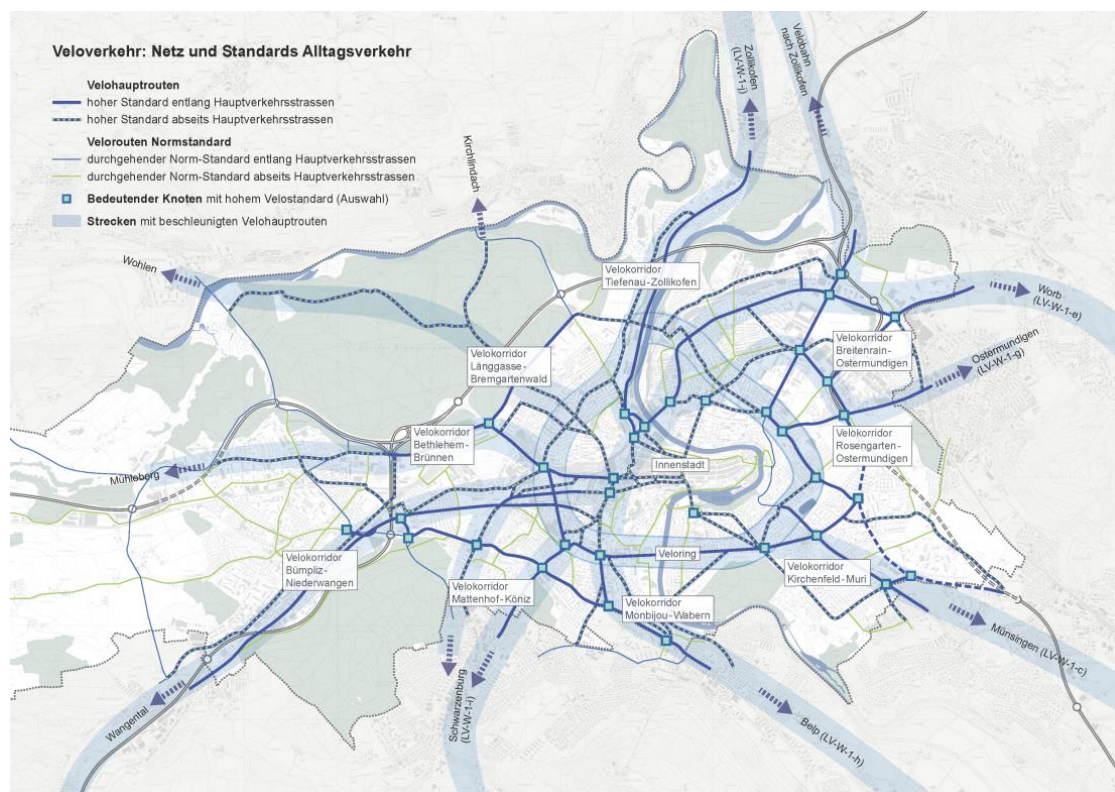 Veloverkehr: Netz und Standards Alltagsverkehr
Velohauptrouten
hoher Standard entlang Hauptverkehrsstrassen
hoher Standard abseits Hauptverkehrsstrassen
Velorouten Normstandard
durchgehender Norm-Standard entlang Hauptverkehrsstrassen
durchgehender Norm-Standard abseits Hauptverkehrsstrassen
Bedeutender Knoten mit hohem Velostandard (Auswahl)
Strecken mit beschleunigten Velohauptrouten
Zollikofen
(LV-W-1-j)
Velobahn
nach Zollikofen
Kirchlindach
Wohlen
Velokorridor
Tiefenau-Zollikofen
Worb
(LV-W-1-e)
Velokorridor
Länggasse-
Bremgartenwald
Velokorridor
Breitenrain-
Ostermundigen
Ostermundigen
(LV-W-1-g)
Velokorridor
Bethlehem-
Brünnen
Velokorridor
Rosengarten-
Ostermundigen
Mühleberg
Innenstadt
Veloring
Velokorridor
Bümpliz-
Niederwangen
Velokorridor
Mattenhof-Köniz
Velokorridor
Kirchenfeld-Muri
Velokorridor
Monbijou-Wabern
Münsingen (LV-W-1-c)
Wangental
Schwarzenburg
(LV-W-1-i)
Belp (LV-W-1-h)